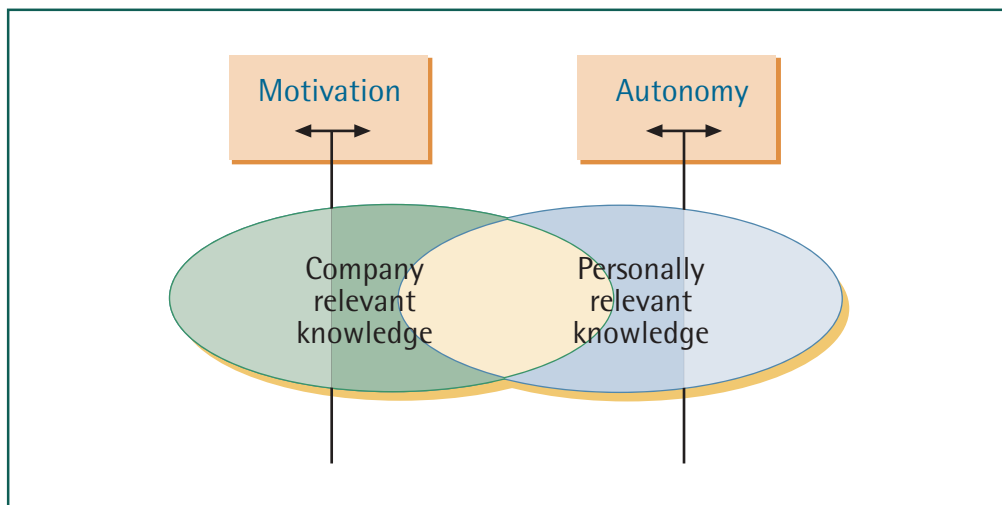 Motivation
Autonomy
Company
relevant
knowledge
Personally
relevant
knowledge